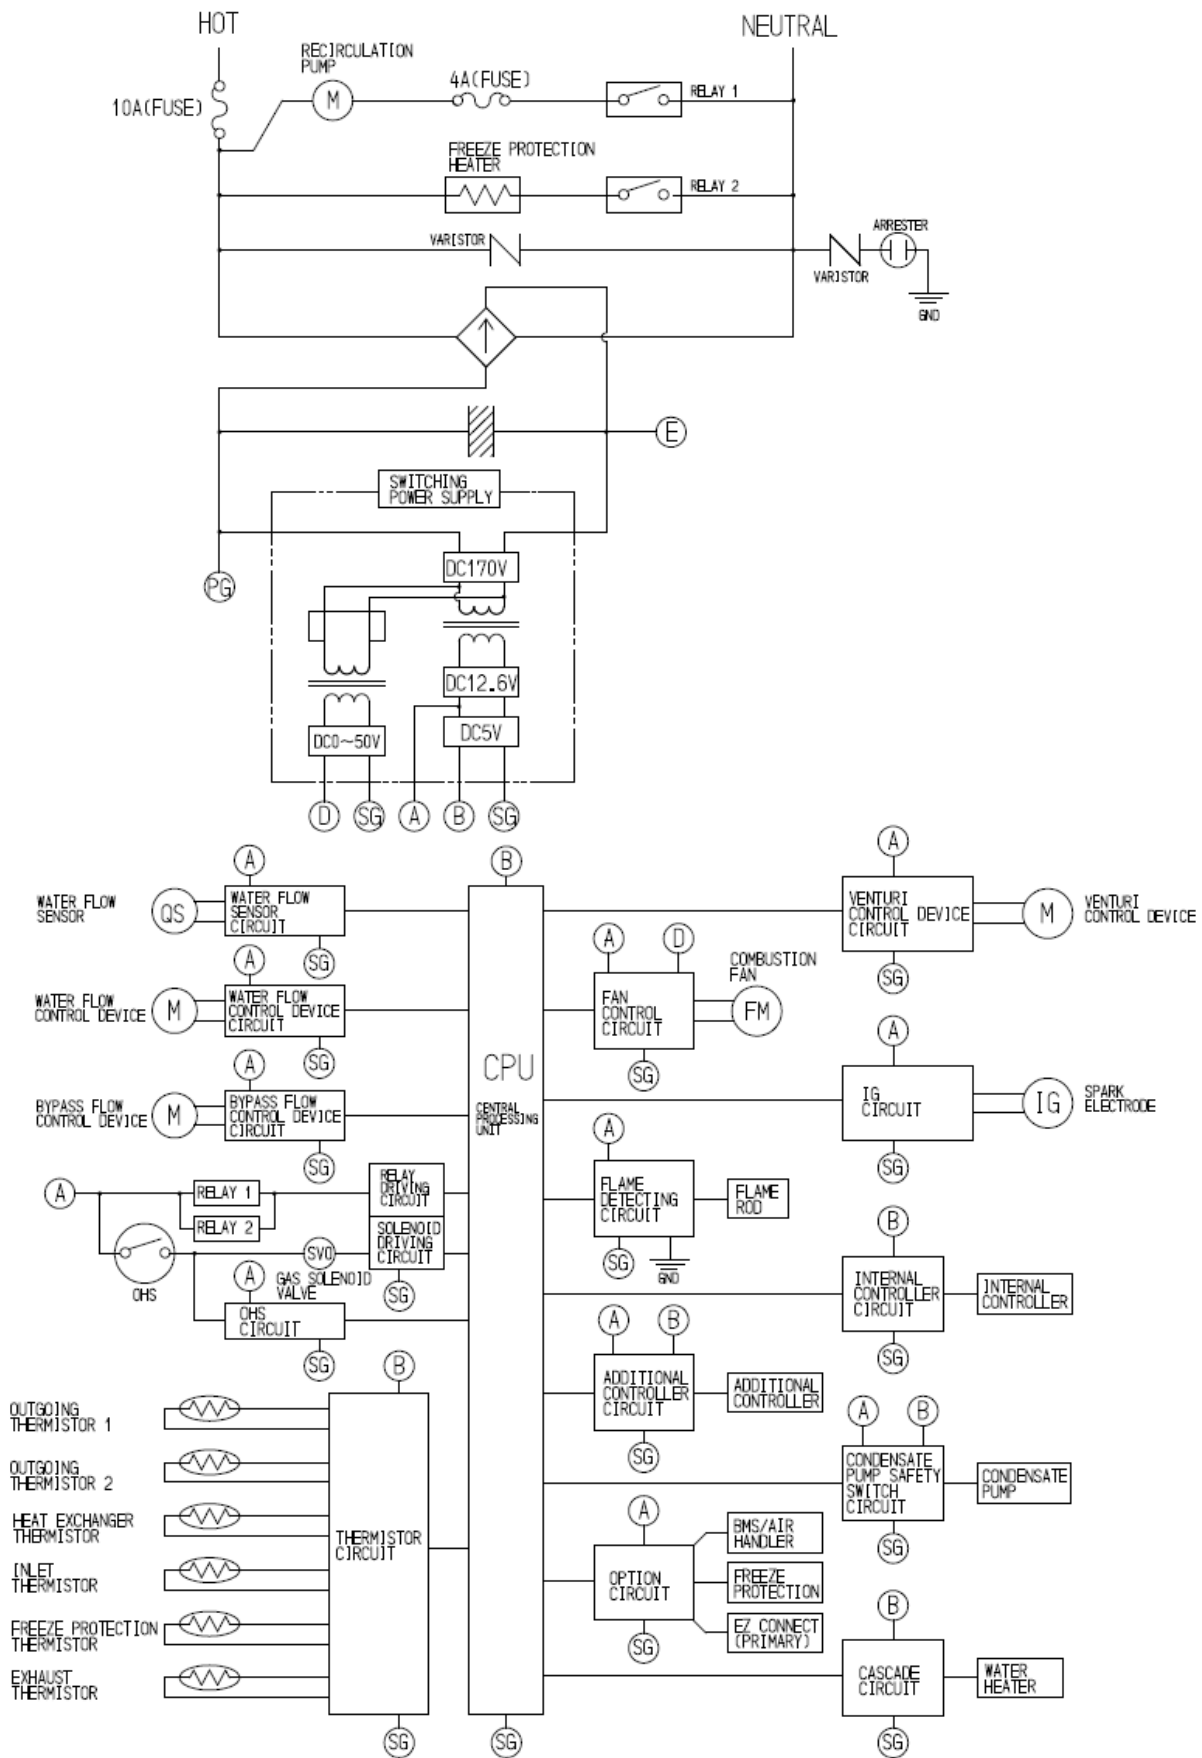 HOT
NEUTRAL
RECIRCULATION
PUMP
M
4A(FUSE)
10A(FUSE)
RELAY 1
FREEZE PROTECTION
HEATER
RELAY 2
VARISTOR
ARRESTER
VARISTOR
GND
E
SWITCHING
POWER SUPPLY
DC170V
PG
DC12.6V
DC0~50V
DC5V
D
SG
A
B
SG
WATER FLOW
SENSOR
QS
A
WATER FLOW
SENSOR
CIRCUIT
SG
WATER FLOW
CONTROL DEVICE
M
A
WATER FLOW
CONTROL DEVICE
CIRCUIT
SG
BYPASS FLOW
CONTROL DEVICE
M
A
BYPASS FLOW
CONTROL DEVICE
CIRCUIT
SG
A
RELAY 1
RELAY 2
RELAY
DRIVING
CIRCUIT
SOLENOID
DRIVING
CIRCUIT
SG
OHS
SV0
GAS SOLENOID
VALVE
A
OHS
CIRCUIT
SG
OUTGOING
THERMISTOR 1
OUTGOING
THERMISTOR 2
HEAT EXCHANGER
THERMISTOR
INLET
THERMISTOR
FREEZE PROTECTION
THERMISTOR
EXHAUST
THERMISTOR
B
THERMISTOR
CIRCUIT
SG
B
CPU
CENTRAL
PROCESSING
UNIT
SG
A
VENTURI
CONTROL DEVICE
CIRCUIT
SG
M
VENTURI
CONTROL DEVICE
A
D
FAN
CONTROL
CIRCUIT
SG
COMBUSTION
FAN
FM
A
IG
CIRCUIT
SG
IG
SPARK
ELECTRODE
A
FLAME
DETECTING
CIRCUIT
SG
GND
FLAME
ROD
B
INTERNAL
CONTROLLER
CIRCUIT
SG
INTERNAL
CONTROLLER
A
B
ADDITIONAL
CONTROLLER
CIRCUIT
SG
ADDITIONAL
CONTROLLER
A
B
CONDENSATE
PUMP SAFETY
SWITCH
CIRCUIT
SG
CONDENSATE
PUMP
A
OPTION
CIRCUIT
SG
BMS/AIR
HANDLER
FREEZE
PROTECTION
EZ CONNECT
(PRIMARY)
B
CASCADE
CIRCUIT
SG
WATER
HEATER